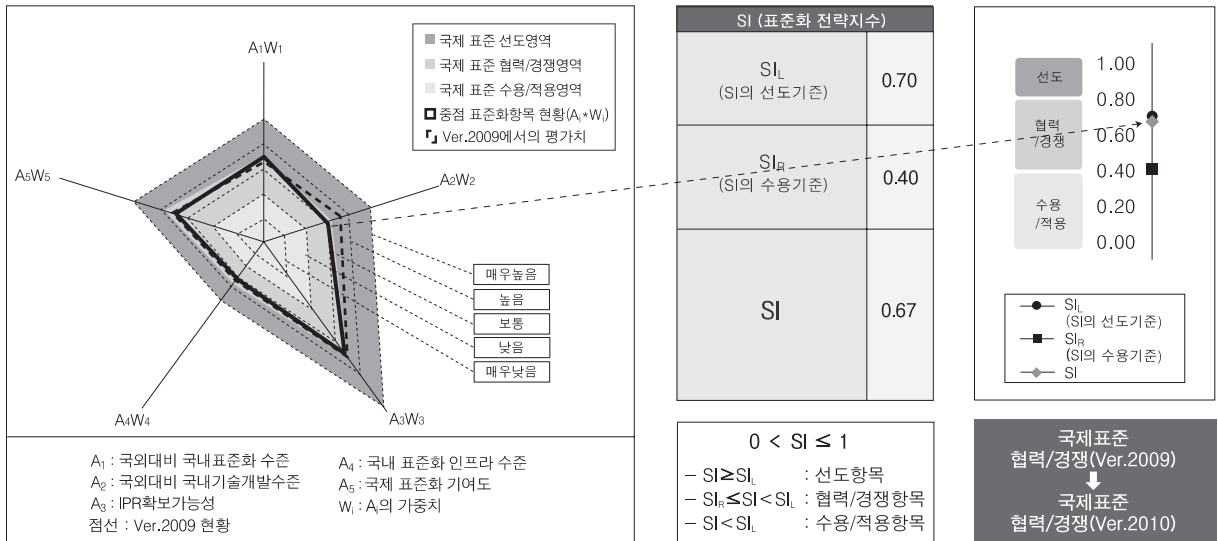 국제 표준 선도영역
국제 표준 협력/경쟁영역
국제 표준 수용/적용영역
중점 표준화항목 현황(Aᵢ*Wᵢ)
Ver.2009에서의 평가치
A₁W₁
A₂W₂
A₃W₃
A₄W₄
A₅W₅
매우높음
높음
보통
낮음
매우낮음
A₁ : 국외대비 국내표준화 수준
A₂ : 국외대비 국내기술개발수준
A₃ : IPR확보가능성
점선 : Ver.2009 현황
A₄ : 국내 표준화 인프라 수준
A₅ : 국제 표준화 기여도
Wᵢ : Aᵢ의 가중치
SI (표준화 전략지수)
SI_L
(SI의 선도기준)
0.70
SI_R
(SI의 수용기준)
0.40
SI
0.67
0 < SI ≤ 1
– SI≥SI_L : 선도항목
– SI_R≤SI<SI_L : 협력/경쟁항목
– SI<SI_L : 수용/적용항목
선도
협력
/경쟁
수용
/적용
1.00
0.80
0.60
0.40
0.20
0.00
SI_L
(SI의 선도기준)
SI_R
(SI의 수용기준)
SI
국제표준
협력/경쟁(Ver.2009)
국제표준
협력/경쟁(Ver.2010)